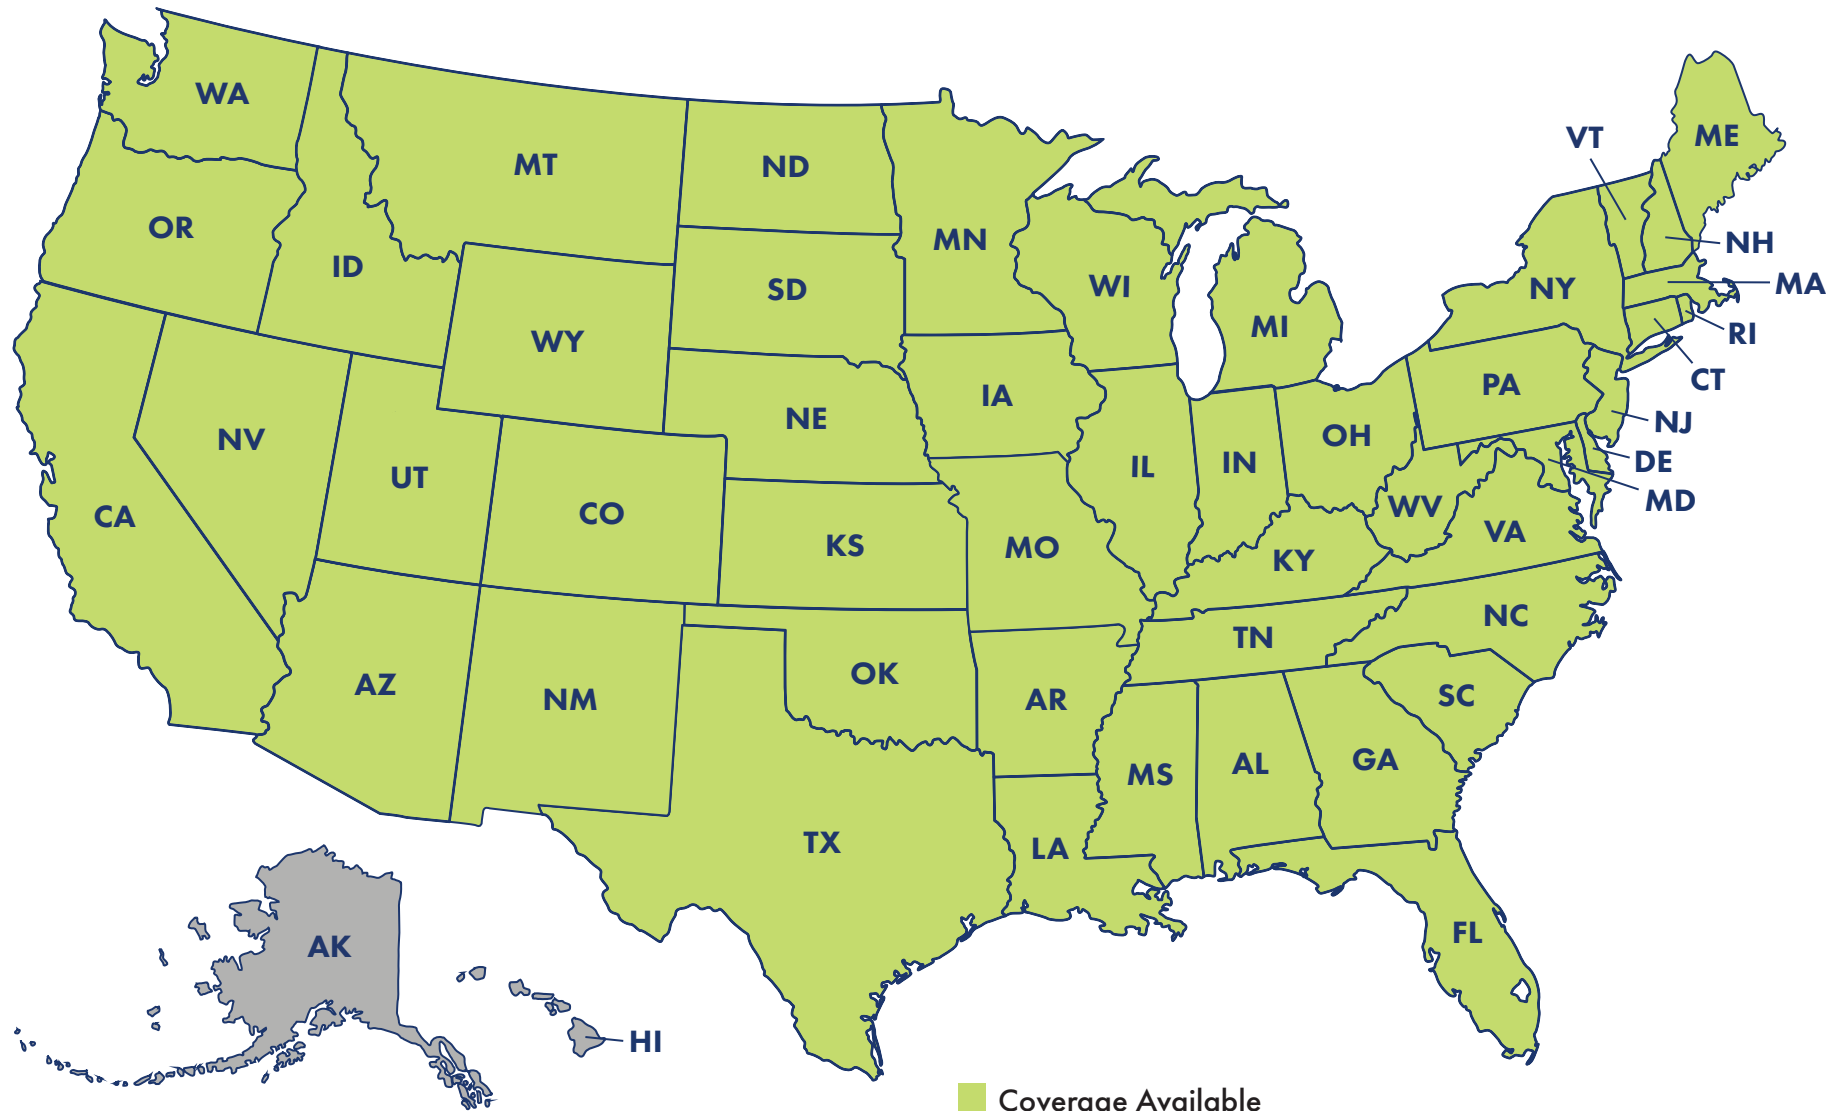 WA
MT
ND
VT
ME
OR
ID
MN
NH
SD
WI
NY
MA
WY
MI
RI
IA
PA
CT
NE
NV
OH
NJ
UT
IL
IN
DE
CA
CO
WV
MD
KS
MO
KY
VA
TN
NC
AZ
NM
OK
AR
SC
MS
AL
GA
TX
LA
AK
FL
HI
Coverage Available